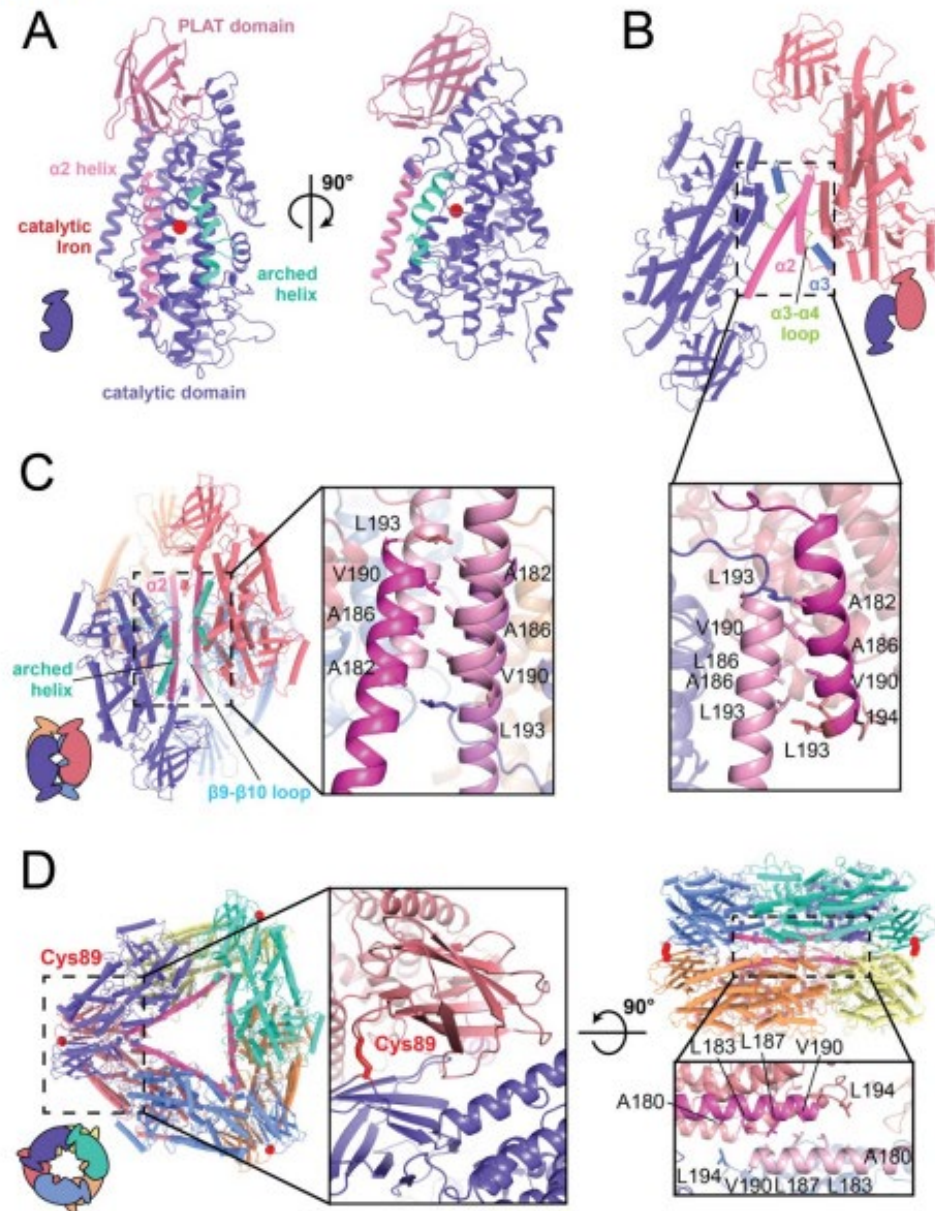 A
PLAT domain
α2 helix
catalytic
Iron
90°
arched
helix
catalytic domain
B
α2
α3
α3-α4
loop
L193
V190
L186
A186
L193
A182
A186
V190
L194
L193
C
α2
arched
helix
β9-β10 loop
L193
V190
A186
A182
A182
A186
V190
L193
D
Cys89
Cys89
90°
L183
L187
V190
A180
L194
L194
V190
L187
L183
A180